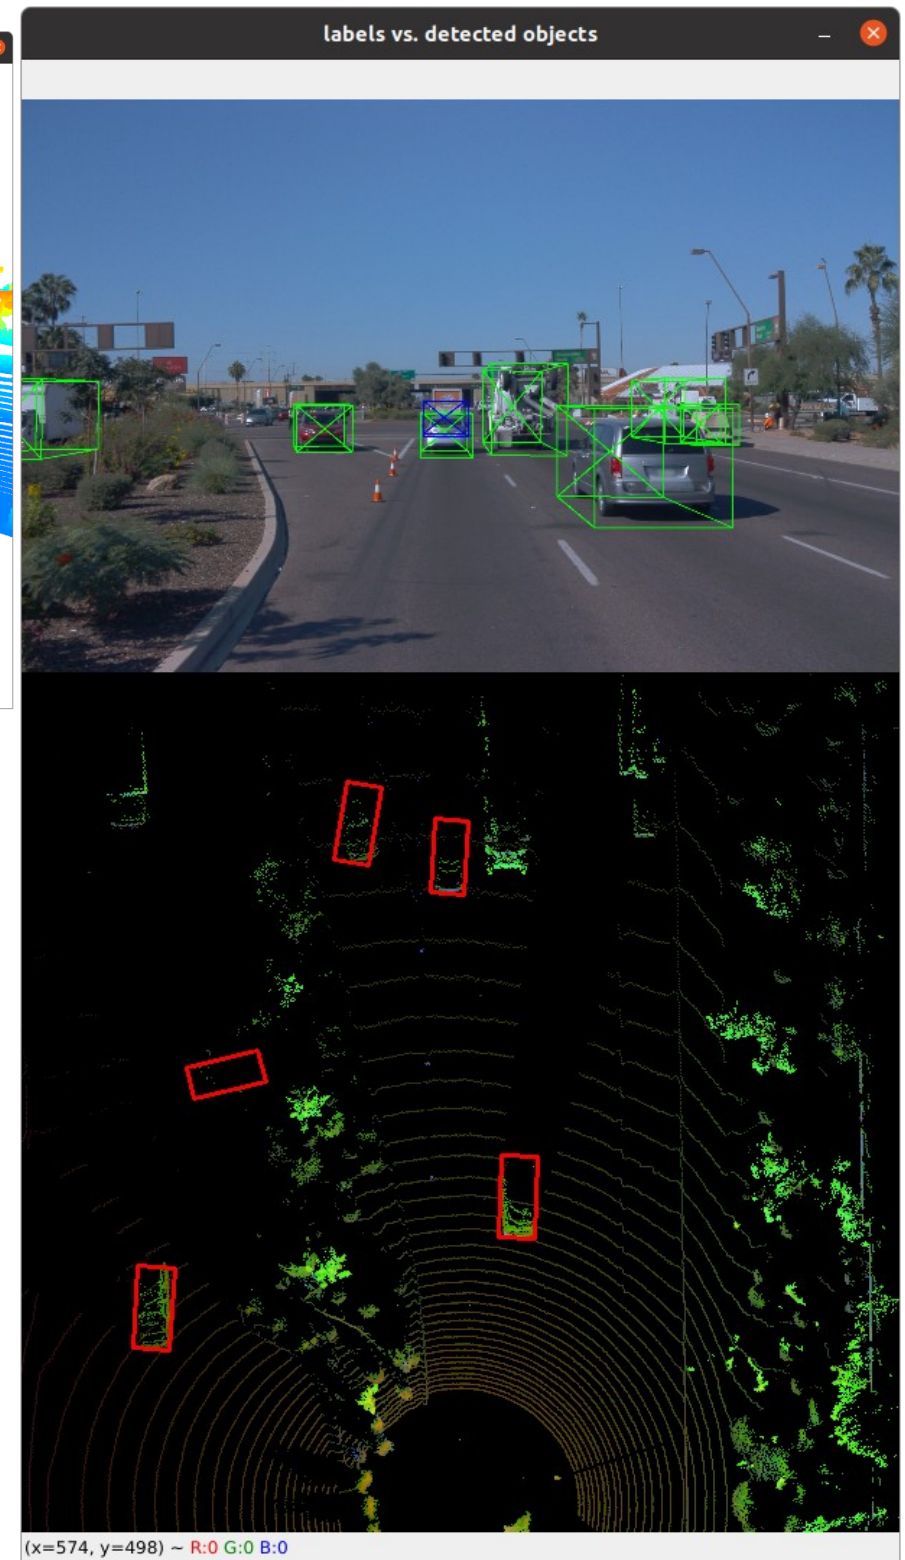 labels vs. detected objects
(x=574, y=498) ~ R:0 G:0 B:0